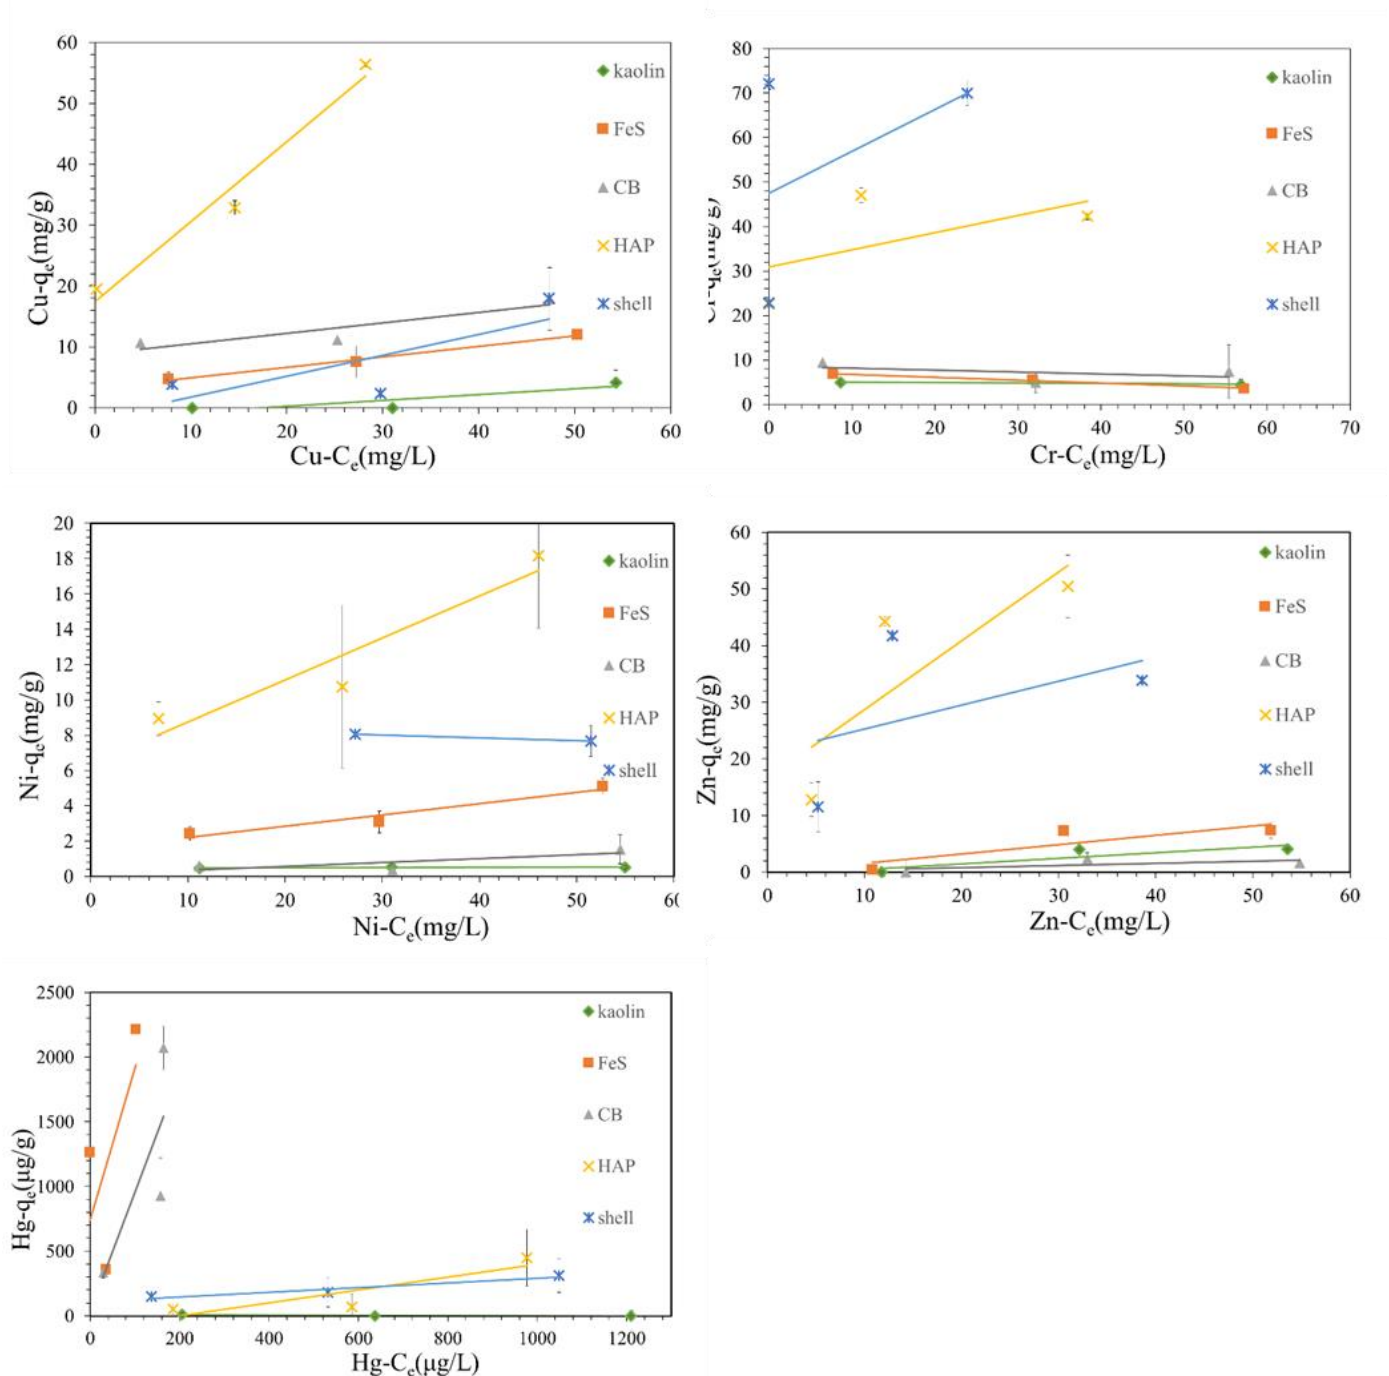 60
50
40
30
20
10
0
Cu-qe(mg/g)
0 10 20 30 40 50 60
Cu-Ce(mg/L)
kaolin
FeS
CB
HAP
shell
80
70
60
50
40
30
20
10
0
Cr-qe(mg/g)
0 10 20 30 40 50 60 70
Cr-Ce(mg/L)
kaolin
FeS
CB
HAP
shell
20
18
16
14
12
10
8
6
4
2
0
Ni-qe(mg/g)
0 10 20 30 40 50 60
Ni-Ce(mg/L)
kaolin
FeS
CB
HAP
shell
60
50
40
30
20
10
0
Zn-qe(mg/g)
0 10 20 30 40 50 60
Zn-Ce(mg/L)
kaolin
FeS
CB
HAP
shell
2500
2000
1500
1000
500
0
Hg-qe(μg/g)
0 200 400 600 800 1000 1200
Hg-Ce(μg/L)
kaolin
FeS
CB
HAP
shell